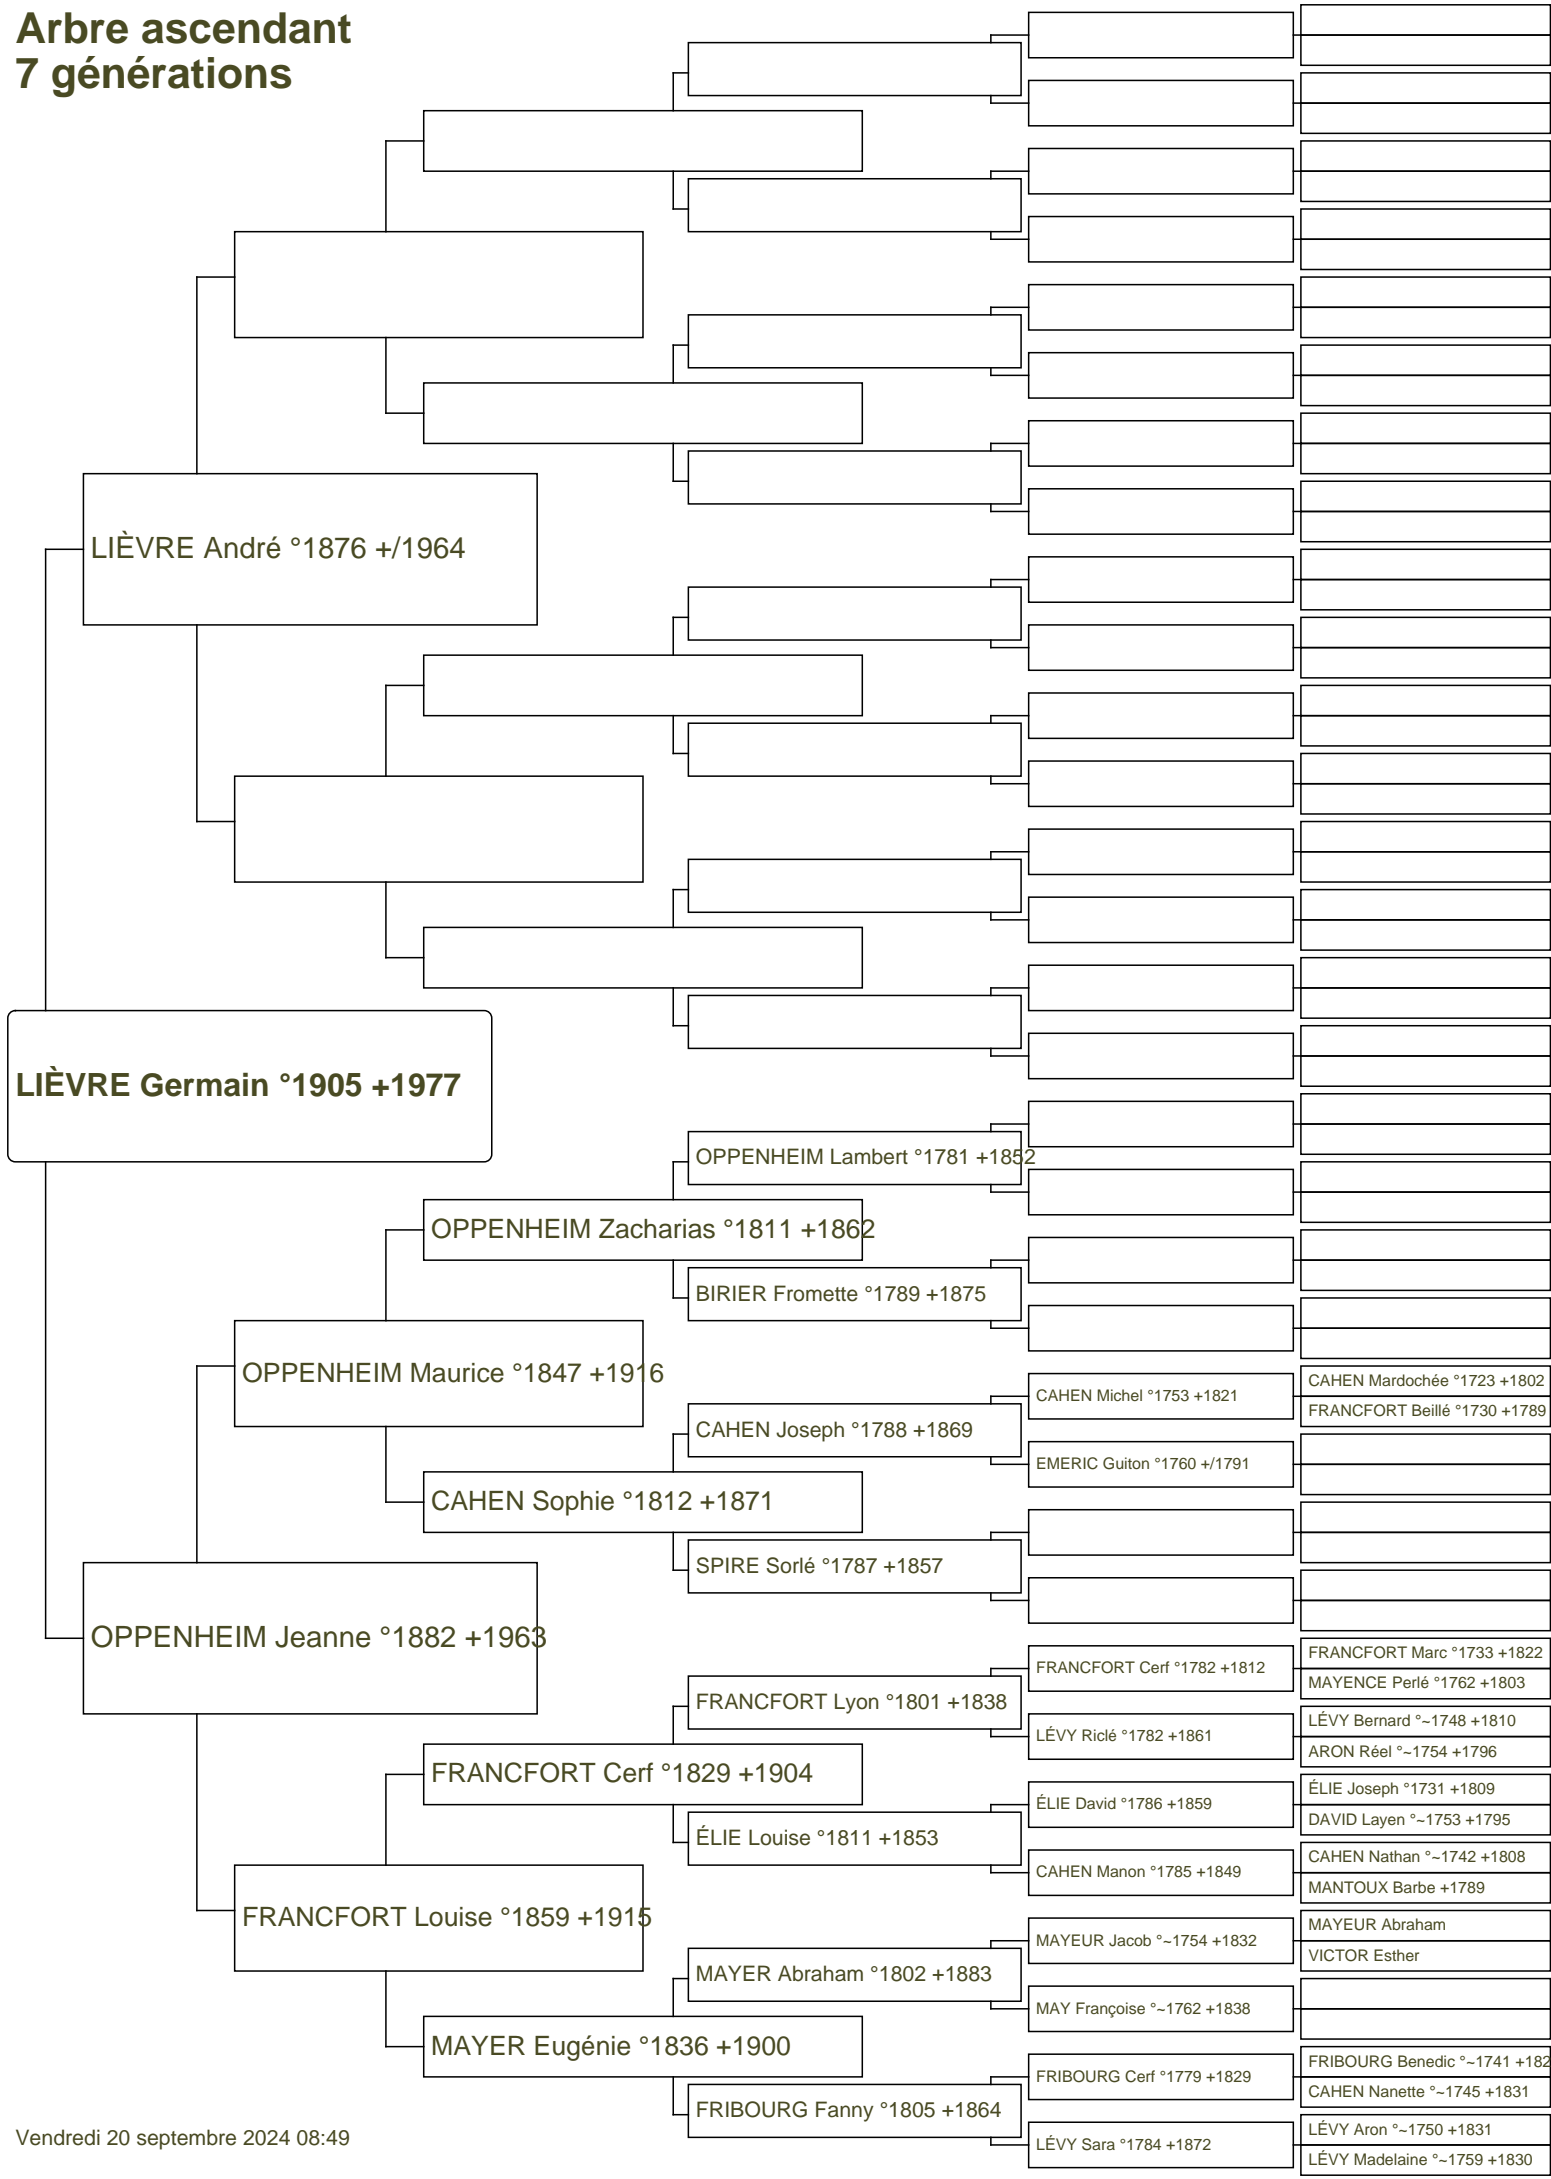 Arbre ascendant
7 générations
LIÈVRE André °1876 +/1964
LIÈVRE Germain °1905 +1977
OPPENHEIM Lambert °1781 +1852
OPPENHEIM Zacharias °1811 +1862
BIRIER Fromette °1789 +1875
OPPENHEIM Maurice °1847 +1916
CAHEN Mardochée °1723 +1802
CAHEN Michel °1753 +1821
FRANCFORT Beillé °1730 +1789
CAHEN Joseph °1788 +1869
EMERIC Guiton °1760 +/1791
CAHEN Sophie °1812 +1871
SPIRE Sorlé °1787 +1857
OPPENHEIM Jeanne °1882 +1963
FRANCFORT Marc °1733 +1822
FRANCFORT Cerf °1782 +1812
MAYENCE Perlé °1762 +1803
FRANCFORT Lyon °1801 +1838
LÉVY Bernard °~1748 +1810
LÉVY Riclé °1782 +1861
ARON Réel °~1754 +1796
FRANCFORT Cerf °1829 +1904
ÉLIE Joseph °1731 +1809
ÉLIE David °1786 +1859
DAVID Layen °~1753 +1795
ÉLIE Louise °1811 +1853
CAHEN Nathan °~1742 +1808
CAHEN Manon °1785 +1849
MANTOUX Barbe +1789
FRANCFORT Louise °1859 +1915
MAYEUR Abraham
MAYEUR Jacob °~1754 +1832
VICTOR Esther
MAYER Abraham °1802 +1883
MAY Françoise °~1762 +1838
MAYER Eugénie °1836 +1900
FRIBOURG Benedic °~1741 +182
FRIBOURG Cerf °1779 +1829
CAHEN Nanette °~1745 +1831
FRIBOURG Fanny °1805 +1864
LÉVY Aron °~1750 +1831
LÉVY Sara °1784 +1872
LÉVY Madelaine °~1759 +1830
Vendredi 20 septembre 2024 08:49